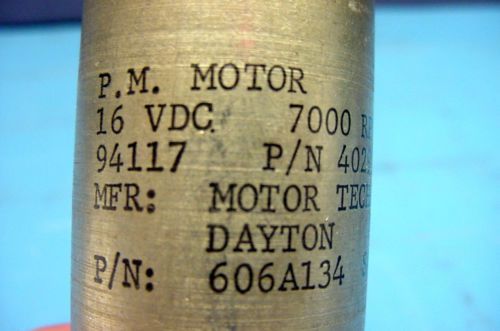 P.M. MOTOR
16 VDC 7000
94117 P/N
MFR: MOTOR
DAYTON
P/N: 606A134